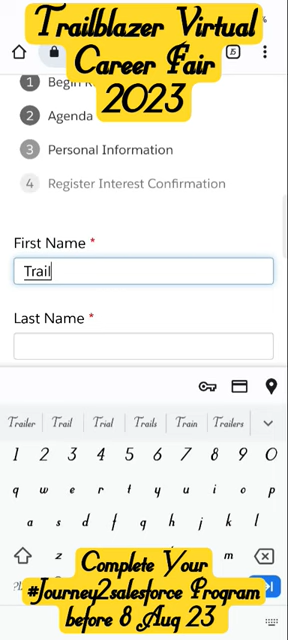 Trailblazer Virtual
Career Fair
2023
1 Begin R
2 Agenda
3 Personal Information
4 Register Interest Confirmation
First Name *
Trail
Last Name *
Trailer Trail Trial Trails Train Trailers
1 2 3 4 5 6 7 8 9 0
q w e r t y u i o p
a s d f g h j k l
z m
Complete Your
#Journey2salesforce Program
before 8 Aug 23